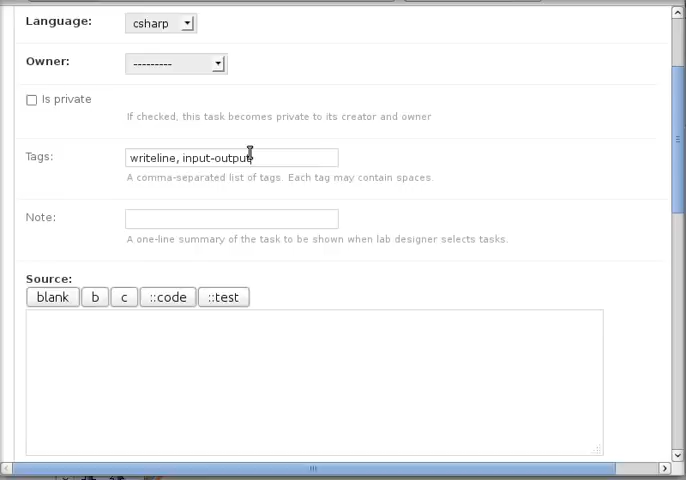 Language: csharp
Owner: ---------
Is private
If checked, this task becomes private to its creator and owner
Tags: writeline, input-output
A comma-separated list of tags. Each tag may contain spaces.
Note:
A one-line summary of the task to be shown when lab designer selects tasks.
Source:
blank b c ::code ::test